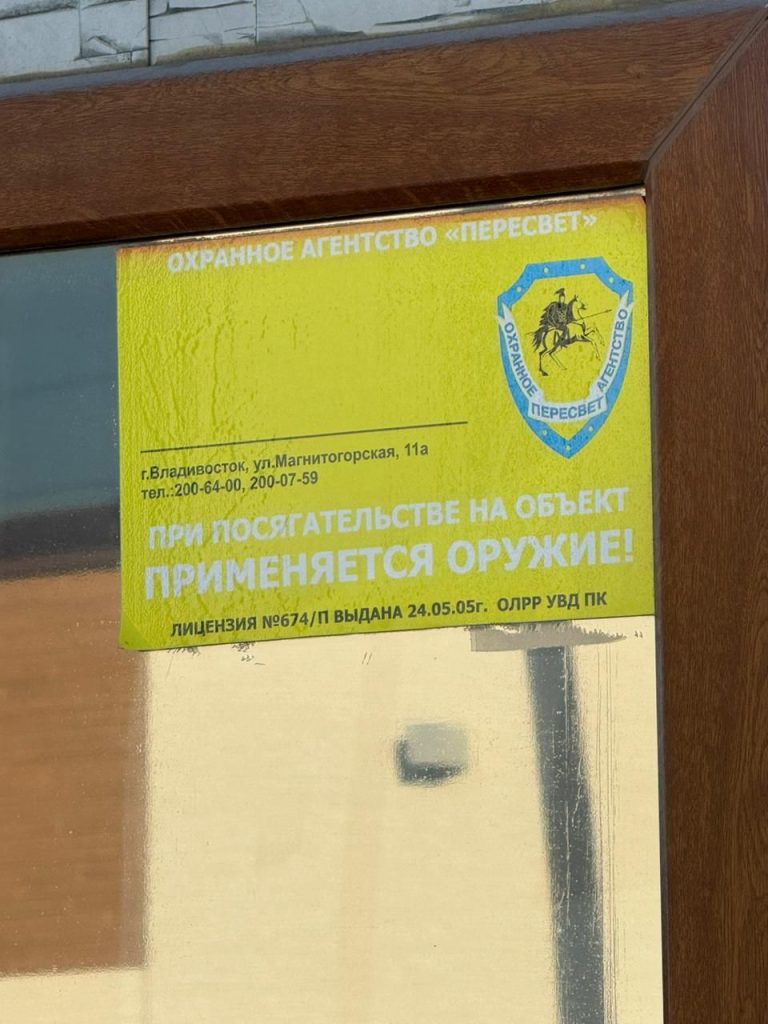 ОХРАННОЕ АГЕНТСТВО «ПЕРЕСВЕТ»
ОХРАННОЕ
ПЕРЕСВЕТ
АГЕНТСТВО
г.Владивосток, ул.Магнитогорская, 11а
тел.:200-64-00, 200-07-59
ПРИ ПОСЯГАТЕЛЬСТВЕ НА ОБЪЕКТ
ПРИМЕНЯЕТСЯ ОРУЖИЕ!
ЛИЦЕНЗИЯ №674/П ВЫДАНА 24.05.05г. ОЛРР УВД ПК